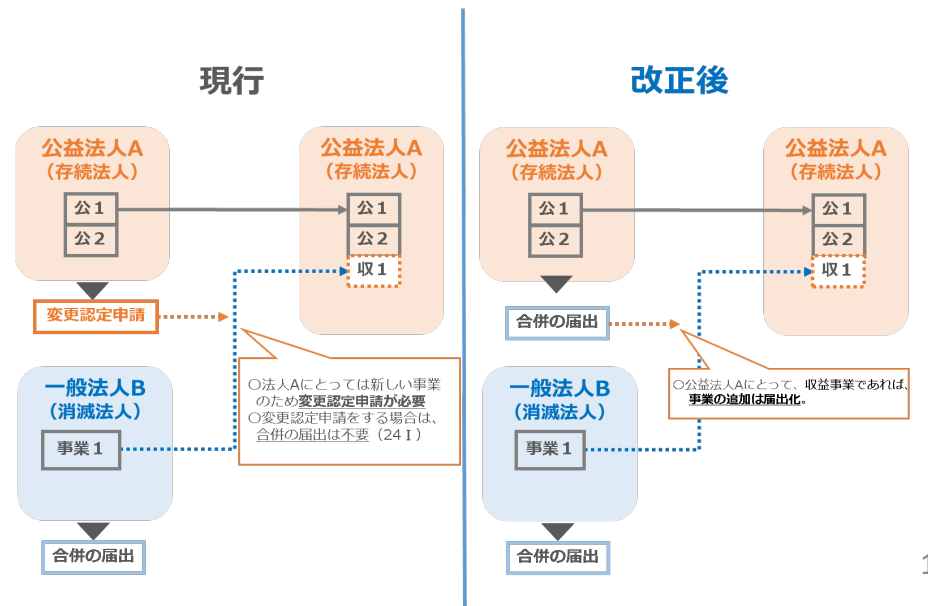 現行
公益法人A
（存続法人）
公１
公２
変更認定申請
公益法人A
（存続法人）
公１
公２
収１
〇法人Aにとっては新しい事業
のため変更認定申請が必要
〇変更認定申請をする場合は、
合併の届出は不要（24Ⅰ）
一般法人B
（消滅法人）
事業１
合併の届出
改正後
公益法人A
（存続法人）
公１
公２
合併の届出
公益法人A
（存続法人）
公１
公２
収１
〇公益法人Aにとって、収益事業であれば、
事業の追加は届出化。
一般法人B
（消滅法人）
事業１
合併の届出